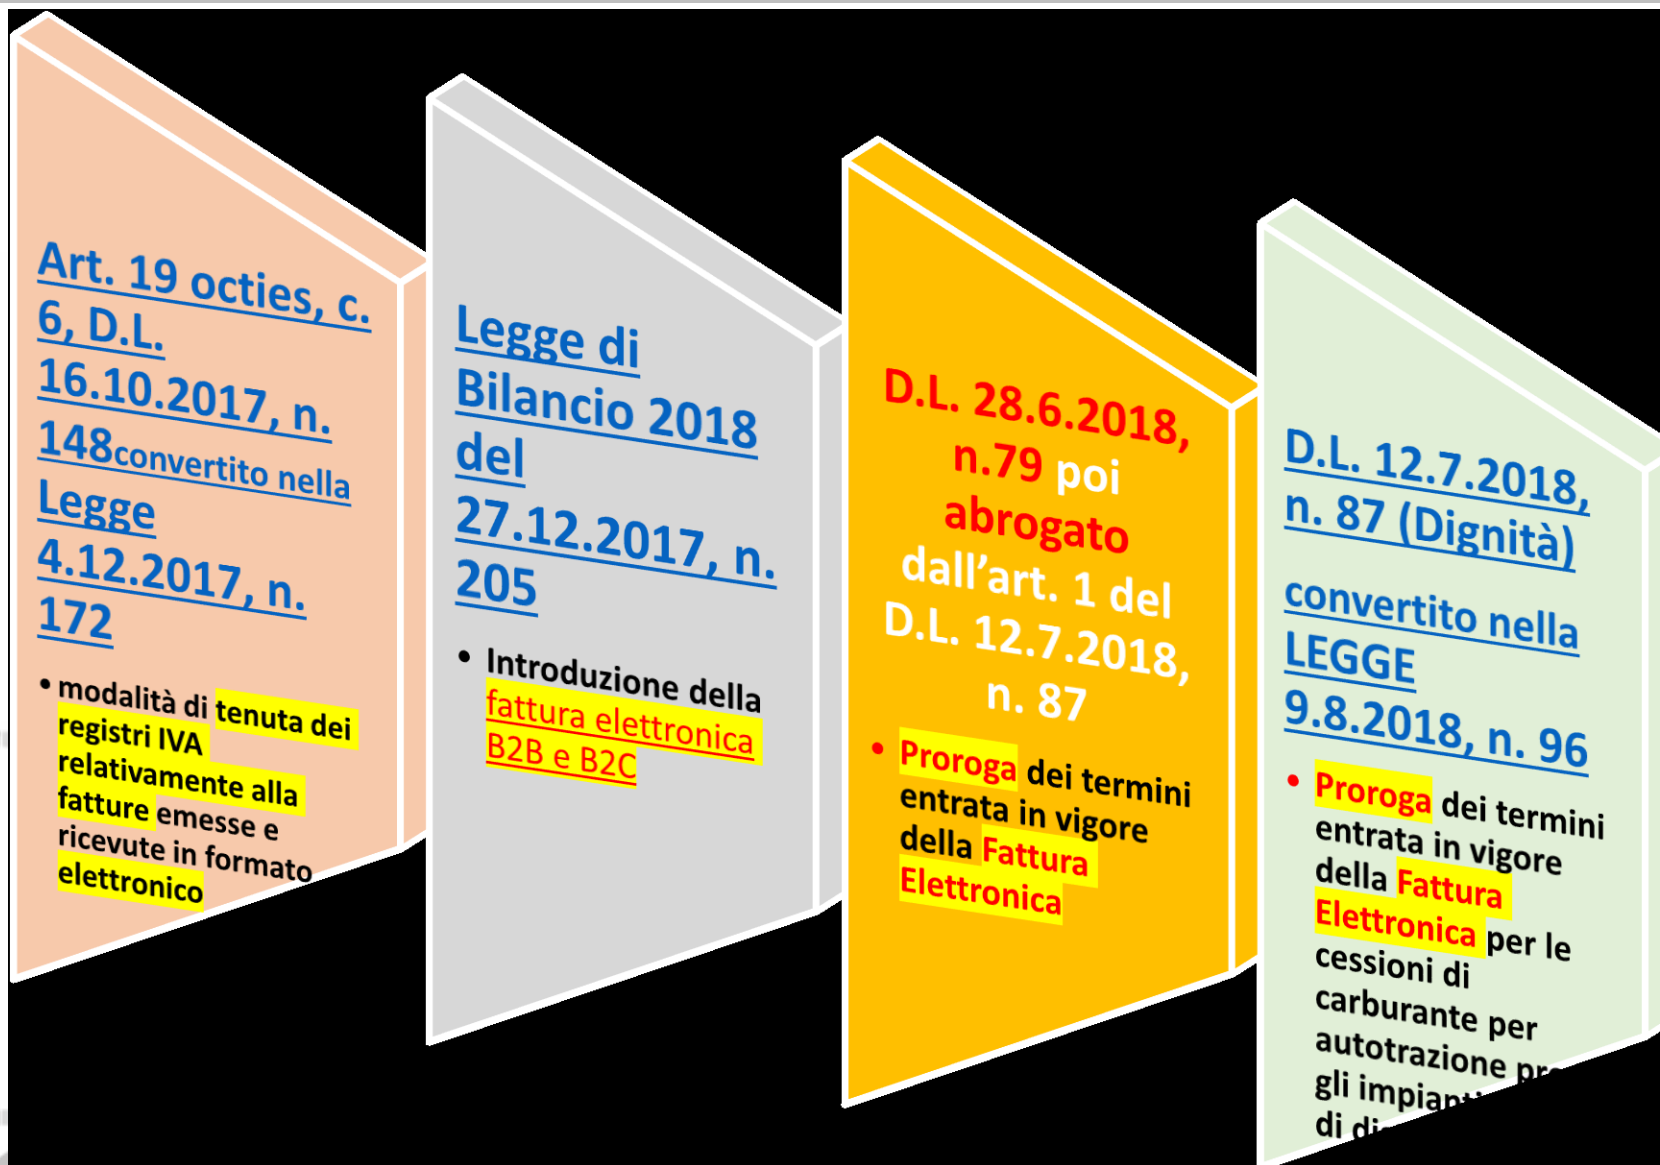 Art. 19 octies, c.
6, D.L.
16.10.2017, n.
148convertito nella
Legge
4.12.2017, n.
172
• modalità di tenuta dei
registri IVA
relativamente alla
fatture emesse e
ricevute in formato
elettronico
Legge di
Bilancio 2018
del
27.12.2017, n.
205
• Introduzione della
fattura elettronica
B2B e B2C
D.L. 28.6.2018,
n.79 poi
abrogato
dall’art. 1 del
D.L. 12.7.2018,
n. 87
• Proroga dei termini
entrata in vigore
della Fattura
Elettronica
D.L. 12.7.2018,
n. 87 (Dignità)
convertito nella
LEGGE
9.8.2018, n. 96
• Proroga dei termini
entrata in vigore
della Fattura
Elettronica per le
cessioni di
carburante per
autotrazione
gli
di